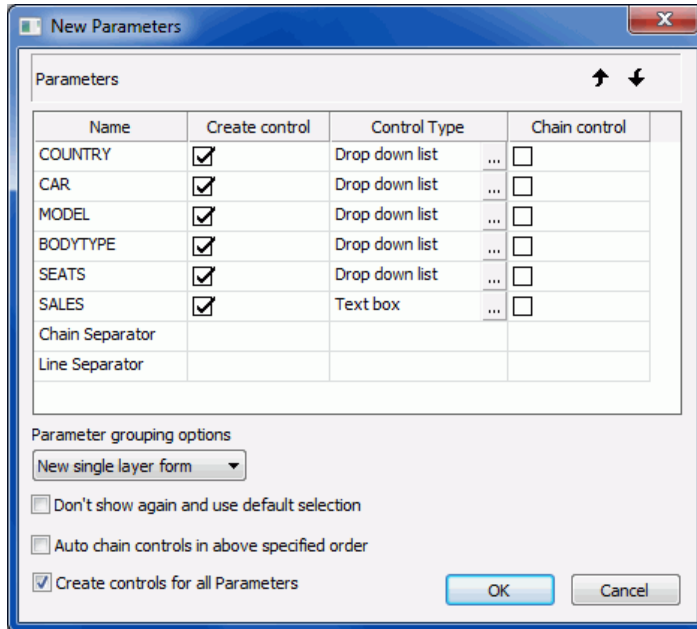 New Parameters
Parameters
Name Create control Control Type Chain control
COUNTRY Drop down list ...
CAR Drop down list ...
MODEL Drop down list ...
BODYTYPE Drop down list ...
SEATS Drop down list ...
SALES Text box ...
Chain Separator
Line Separator
Parameter grouping options
New single layer form
Don't show again and use default selection
Auto chain controls in above specified order
Create controls for all Parameters
OK Cancel